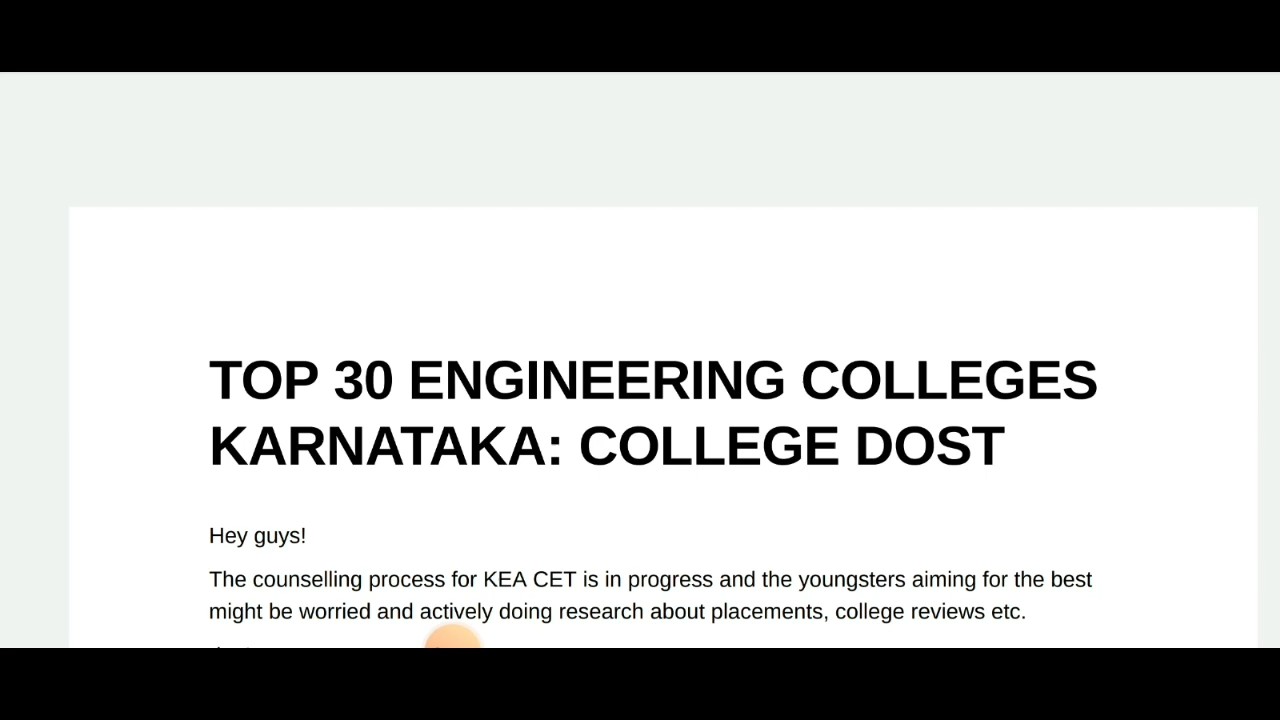 TOP 30 ENGINEERING COLLEGES
KARNATAKA: COLLEGE DOST
Hey guys!
The counselling process for KEA CET is in progress and the youngsters aiming for the best
might be worried and actively doing research about placements, college reviews etc.